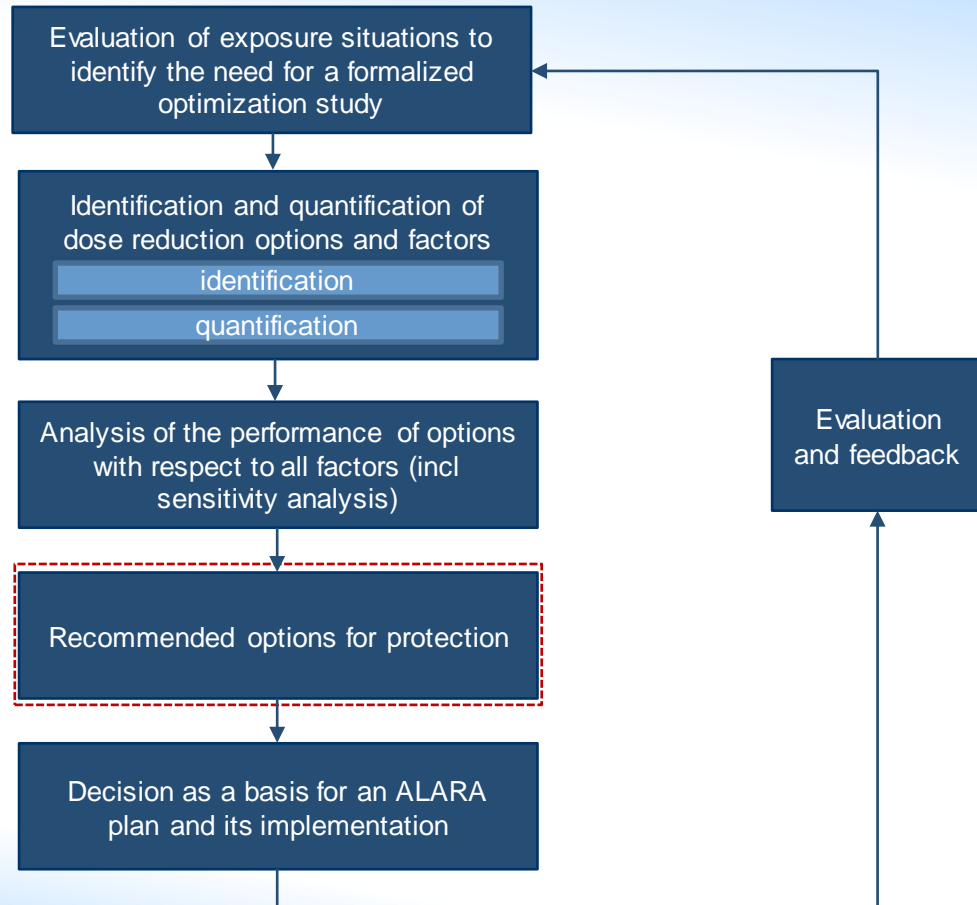 Evaluation of exposure situations to
identify the need for a formalized
optimization study
Identification and quantification of
dose reduction options and factors
identification
quantification
Analysis of the performance of options
with respect to all factors (incl
sensitivity analysis)
Evaluation
and feedback
Recommended options for protection
Decision as a basis for an ALARA
plan and its implementation